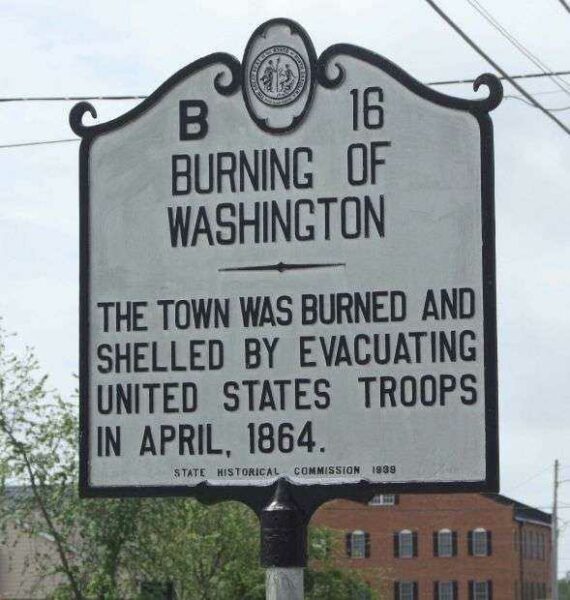 B 16
BURNING OF
WASHINGTON
THE TOWN WAS BURNED AND
SHELLED BY EVACUATING
UNITED STATES TROOPS
IN APRIL, 1864.
STATE HISTORICAL COMMISSION 1939